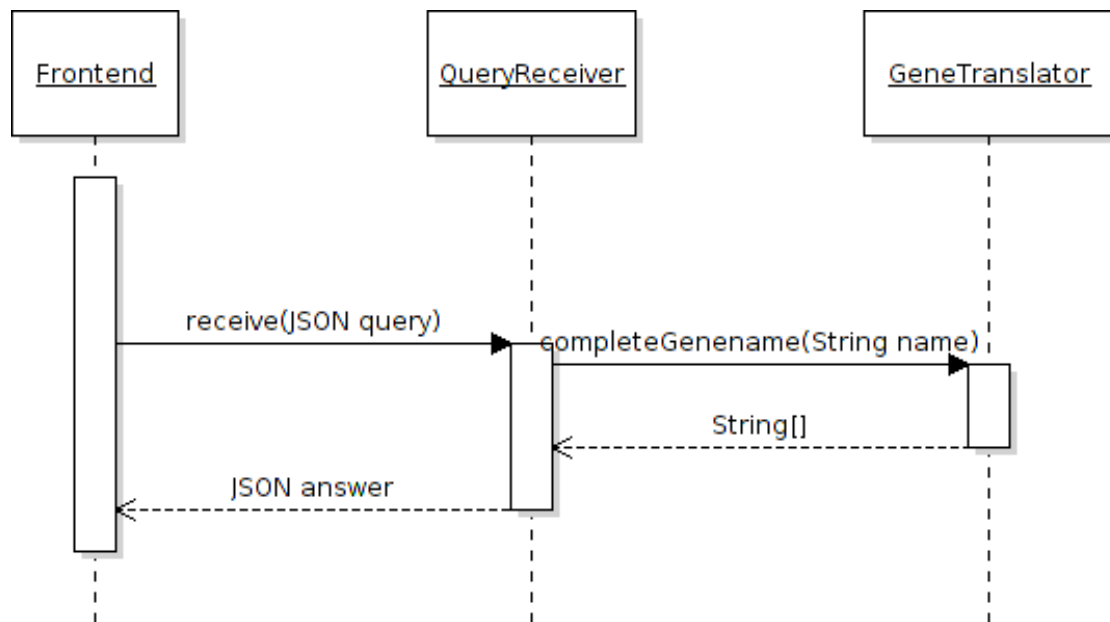 Frontend
QueryReceiver
GeneTranslator
receive(JSON query)
completeGenename(String name)
String[]
JSON answer